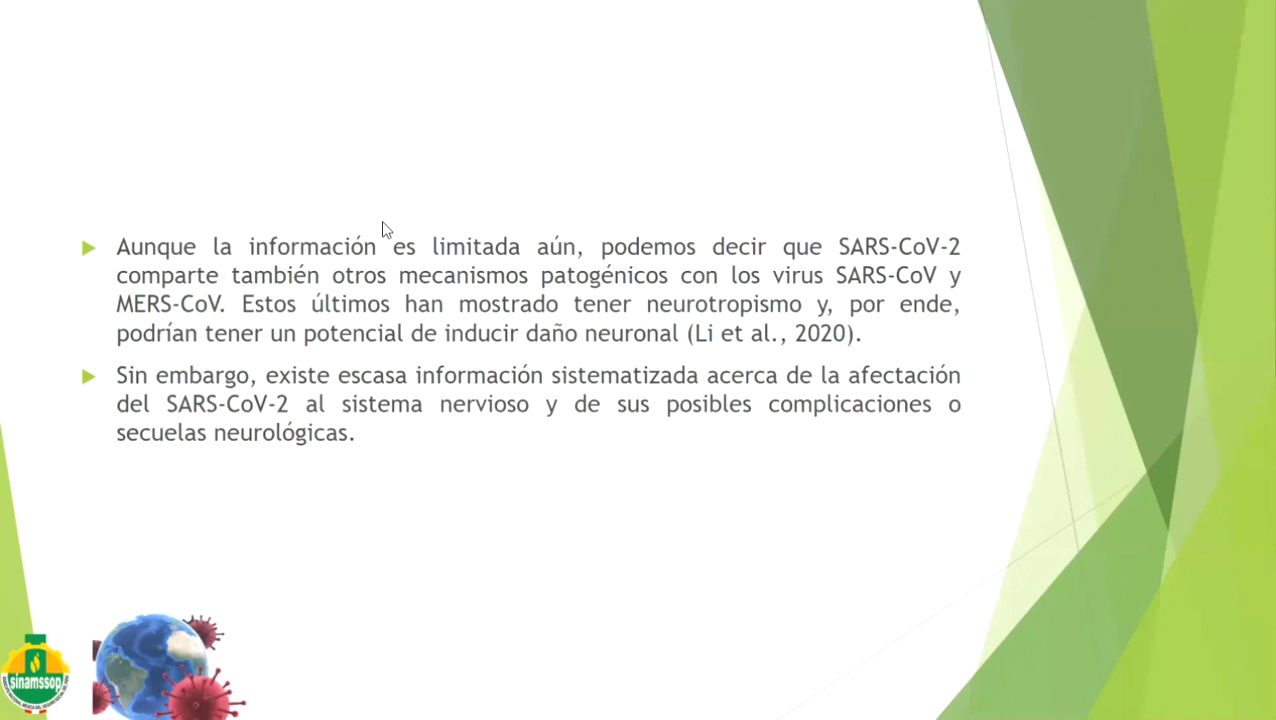 Aunque la información es limitada aún, podemos decir que SARS-CoV-2
comparte también otros mecanismos patogénicos con los virus SARS-CoV y
MERS-CoV. Estos últimos han mostrado tener neurotropismo y, por ende,
podrían tener un potencial de inducir daño neuronal (Li et al., 2020).
Sin embargo, existe escasa información sistematizada acerca de la afectación
del SARS-CoV-2 al sistema nervioso y de sus posibles complicaciones o
secuelas neurológicas.
sinamssop